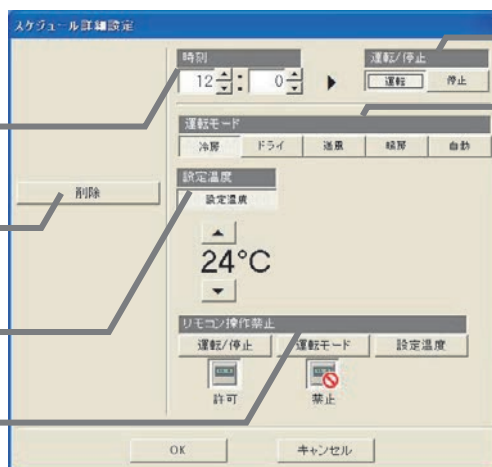 スケジュール詳細設定
時刻
12 : 0
運転/停止
運転 停止
運転モード
冷房 ドライ 送風 暖房 自動
削除
設定温度
設定温度
24°C
リモコン操作禁止
運転/停止 運転モード 設定温度
許可 禁止
OK キャンセル